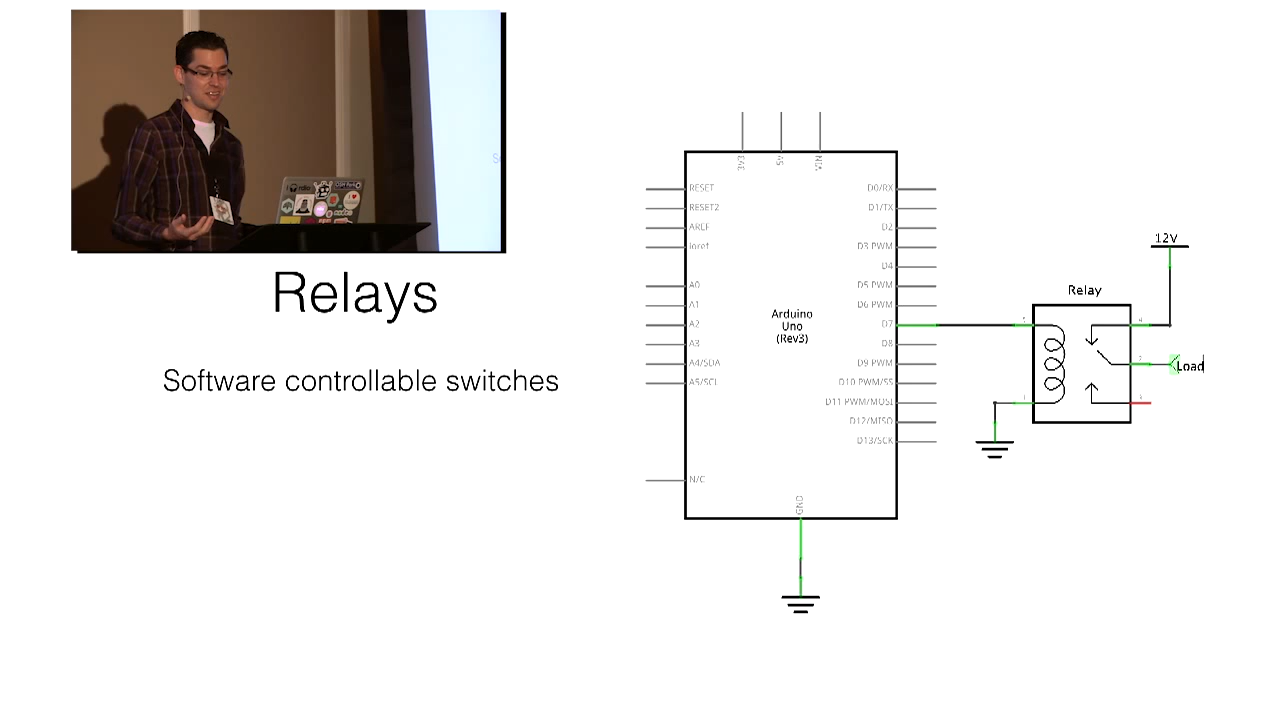 Relays
Software controllable switches
3V3
5V
VIN
RESET
RESET2
AREF
ioref
A0
A1
A2
A3
A4/SDA
A5/SCL
N/C
Arduino
Uno
(Rev3)
D0/RX
D1/TX
D2
D3 PWM
D4
D5 PWM
D6 PWM
D7
D8
D9 PWM
D10 PWM/SS
D11 PWM/MOSI
D12/MISO
D13/SCK
GND
Relay
12V
Load